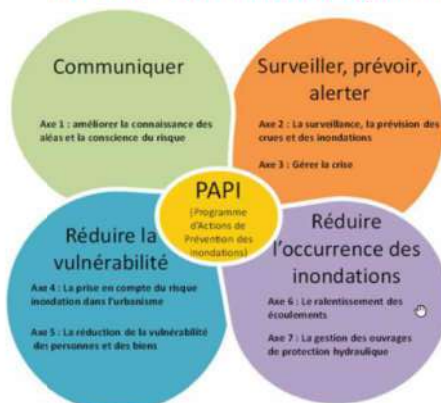 Communiquer
Axe 1 : améliorer la connaissance des
aléas et la conscience du risque
Surveiller, prévoir,
alerter
Axe 2 : La surveillance, la prévision des
crues et des inondations
Axe 3 : Gérer la crise
PAPI
(Programme
d'Actions de
Prévention des
Inondations)
Réduire la
vulnérabilité
Axe 4 : La prise en compte du risque
inondation dans l'urbanisme
Axe 5 : La réduction de la vulnérabilité
des personnes et des biens
Réduire
l'occurrence des
inondations
Axe 6 : Le ralentissement des
écoulements
Axe 7 : La gestion des ouvrages
de protection hydraulique